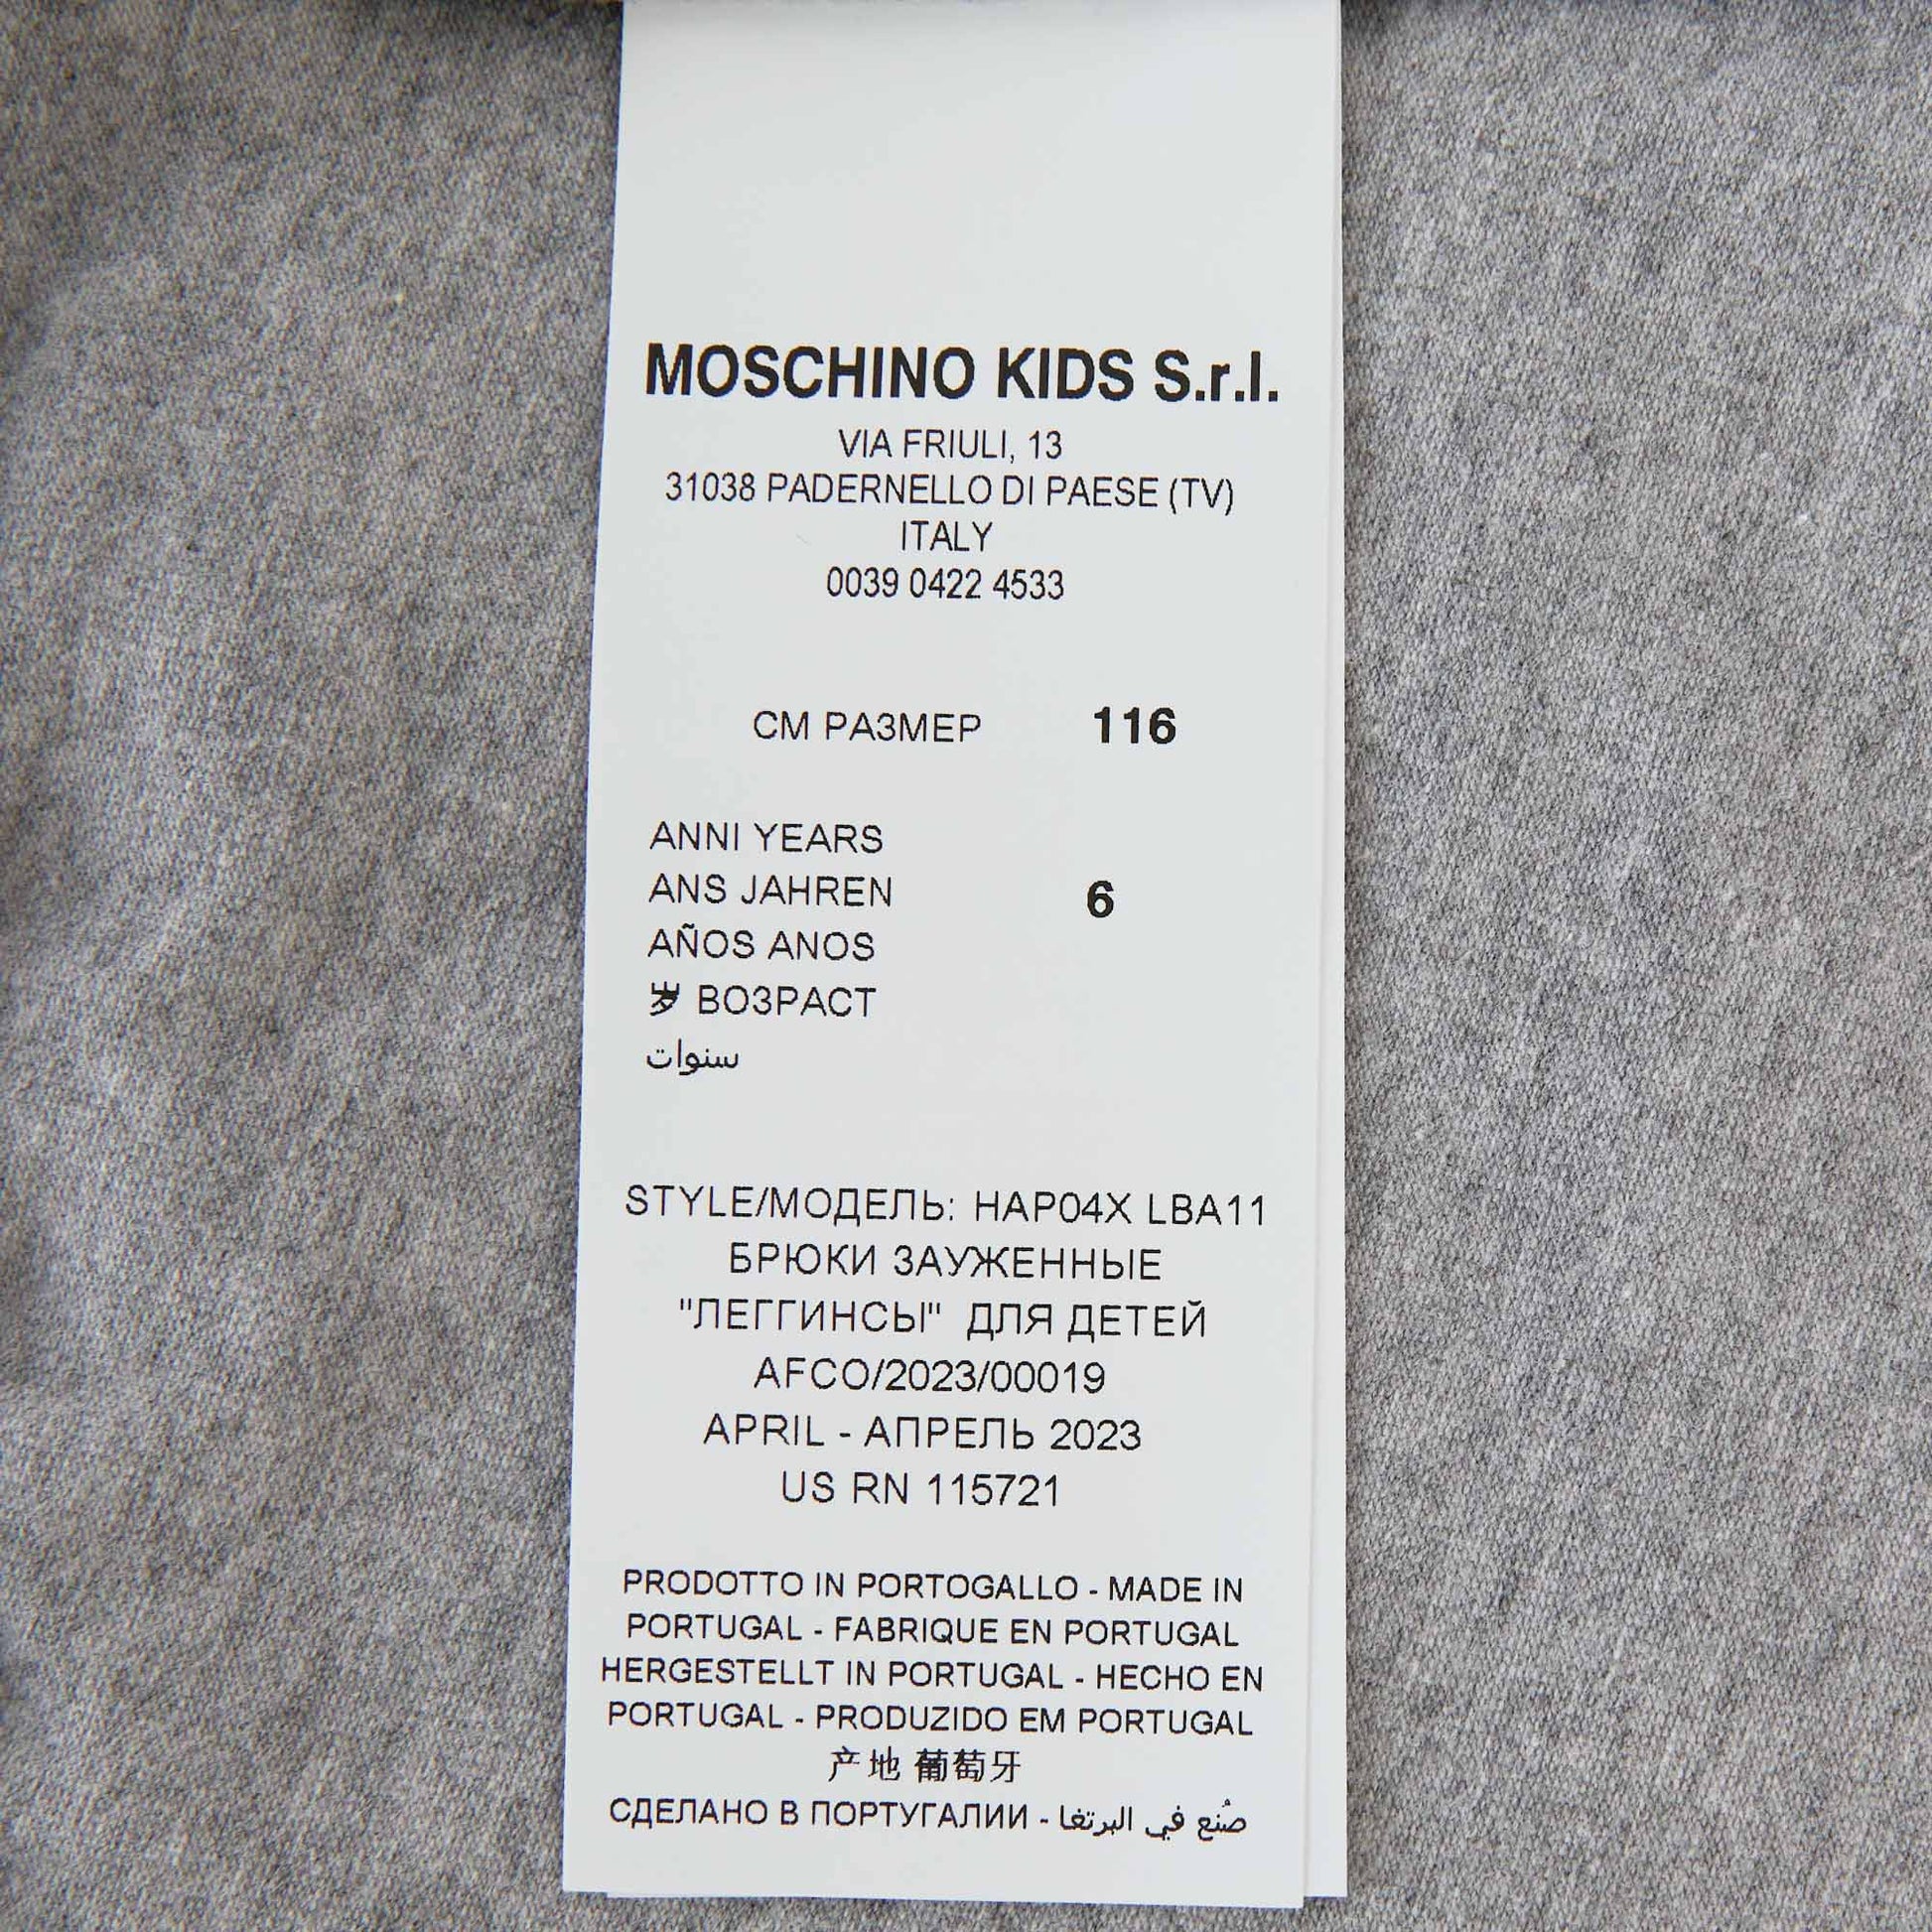 MOSCHINO KIDS S.r.l.
VIA FRIULI, 13
31038 PADERNELLO DI PAESE (TV)
ITALY
0039 0422 4533
СМ РАЗМЕР 116
ANNI YEARS
ANS JAHREN 6
AÑOS ANOS
岁 ВОЗРАСТ
سنوات
STYLE/МОДЕЛЬ: HAP04X LBA11
БРЮКИ ЗАУЖЕННЫЕ
"ЛЕГГИНСЫ" ДЛЯ ДЕТЕЙ
AFCO/2023/00019
APRIL - АПРЕЛЬ 2023
US RN 115721
PRODOTTO IN PORTOGALLO - MADE IN
PORTUGAL - FABRIQUE EN PORTUGAL
HERGESTELLT IN PORTUGAL - HECHO EN
PORTUGAL - PRODUZIDO EM PORTUGAL
产地 葡萄牙
СДЕЛАНО В ПОРТУГАЛИИ - صُنع في البرتغا